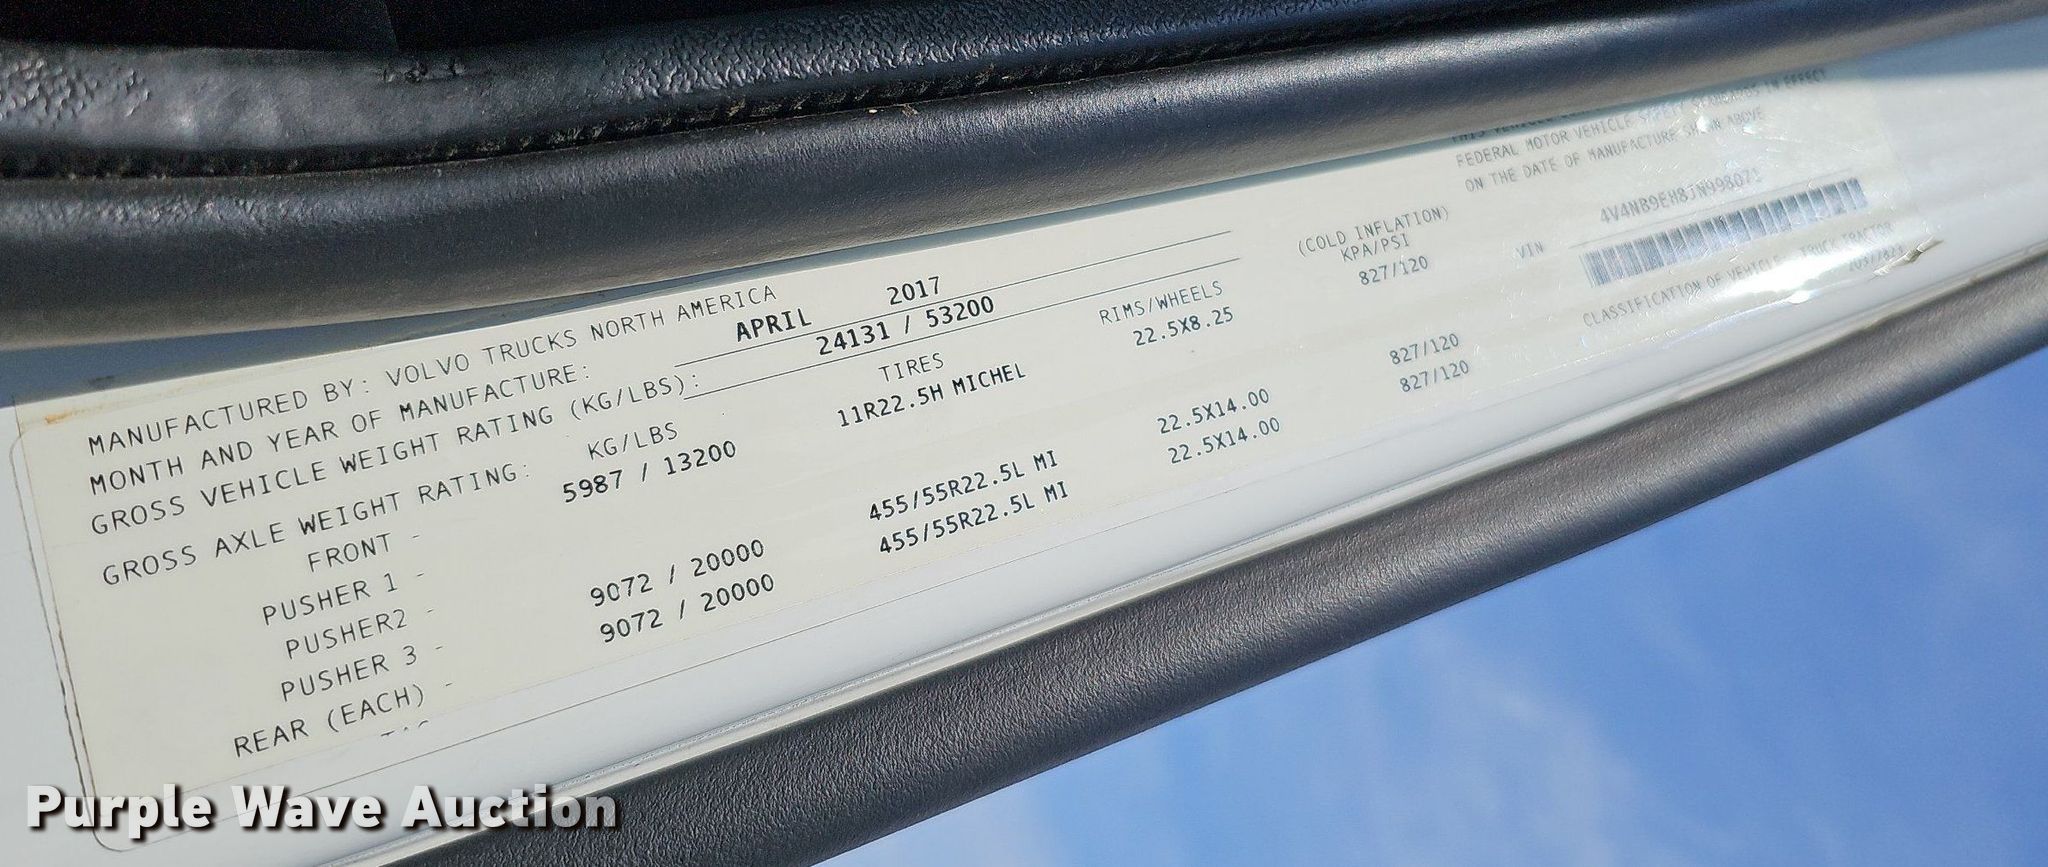 MANUFACTURED BY: VOLVO TRUCKS NORTH AMERICA
MONTH AND YEAR OF MANUFACTURE: APRIL 2017
GROSS VEHICLE WEIGHT RATING (KG/LBS): 24131 / 53200
GROSS AXLE WEIGHT RATING: KG/LBS TIRES RIMS/WHEELS (COLD INFLATION) KPA/PSI
FRONT - 5987 / 13200 11R22.5H MICHEL 22.5X8.25 827/120
PUSHER 1 -
PUSHER2 -
PUSHER 3 - 9072 / 20000 455/55R22.5L MI 22.5X14.00 827/120
REAR (EACH) - 9072 / 20000 455/55R22.5L MI 22.5X14.00 827/120
THIS VEHICLE
FEDERAL MOTOR VEHICLE SAFETY STANDARDS IN EFFECT
ON THE DATE OF MANUFACTURE SHOWN ABOVE
VIN 4V4NB9EH8JN998021
CLASSIFICATION OF VEHICLE TRUCK TRACTOR
Purple Wave Auction